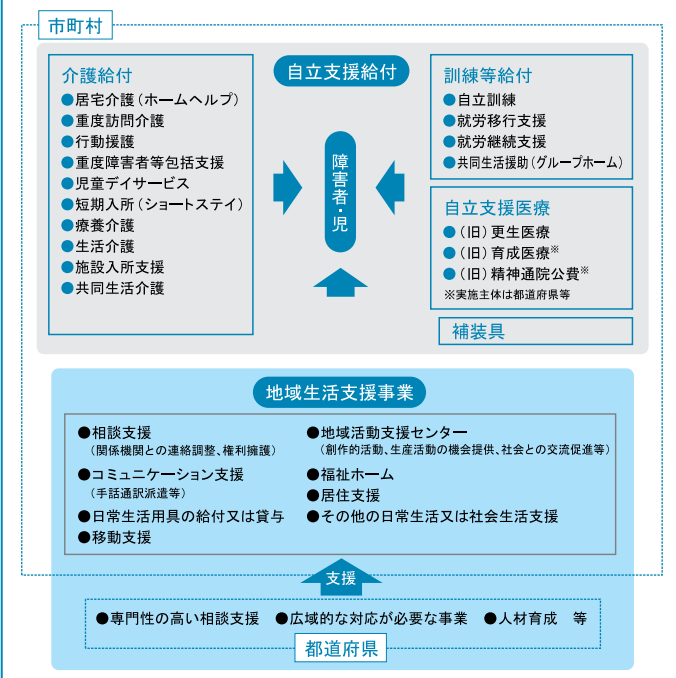 市町村
自立支援給付
介護給付
●居宅介護（ホームヘルプ）
●重度訪問介護
●行動援護
●重度障害者等包括支援
●児童デイサービス
●短期入所（ショートステイ）
●療養介護
●生活介護
●施設入所支援
●共同生活介護
障害者・児
訓練等給付
●自立訓練
●就労移行支援
●就労継続支援
●共同生活援助（グループホーム）
自立支援医療
●（旧）更生医療
●（旧）育成医療※
●（旧）精神通院公費※
※実施主体は都道府県等
補装具
地域生活支援事業
●相談支援
（関係機関との連絡調整、権利擁護）
●コミュニケーション支援
（手話通訳派遣等）
●日常生活用具の給付又は貸与
●移動支援
●地域活動支援センター
（創作的活動、生産活動の機会提供、社会との交流促進等）
●福祉ホーム
●居住支援
●その他の日常生活又は社会生活支援
支援
●専門性の高い相談支援 ●広域的な対応が必要な事業 ●人材育成 等
都道府県